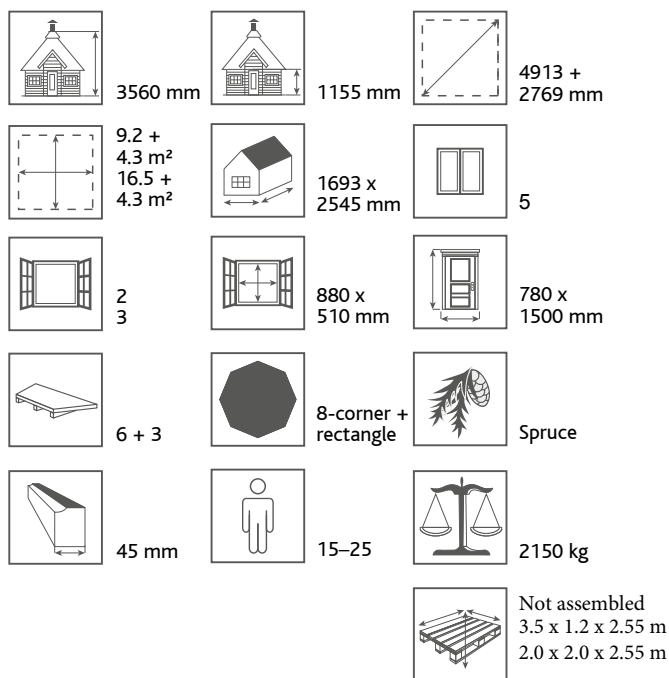 3560 mm
1155 mm
4913 +
2769 mm
9.2 +
4.3 m²
16.5 +
4.3 m²
1693 x
2545 mm
5
2
3
880 x
510 mm
780 x
1500 mm
6 + 3
8-corner +
rectangle
Spruce
45 mm
15–25
2150 kg
Not assembled
3.5 x 1.2 x 2.55 m
2.0 x 2.0 x 2.55 m